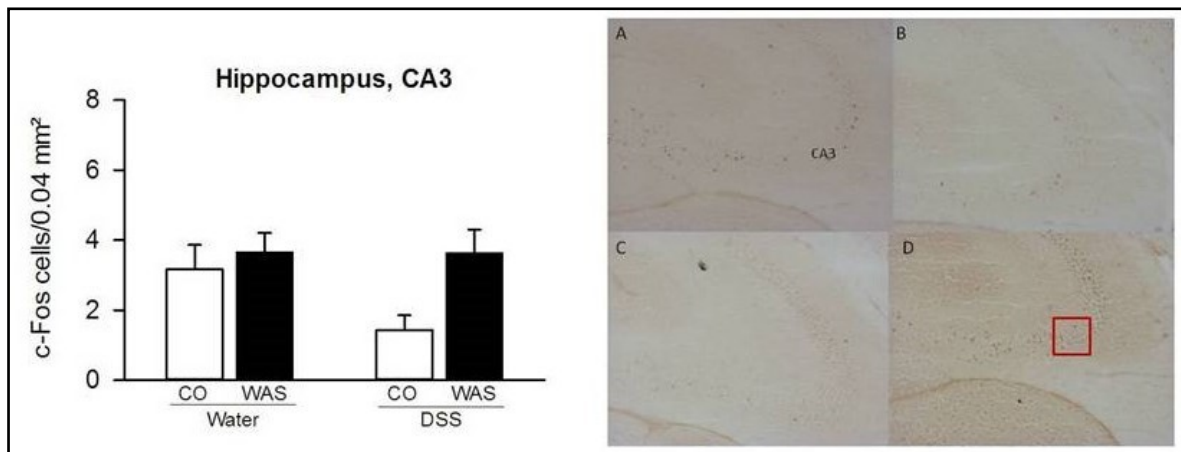 Hippocampus, CA3
c-Fos cells/0.04 mm²
8
6
4
2
0
CO WAS CO WAS
Water DSS
A
B
CA3
C
D